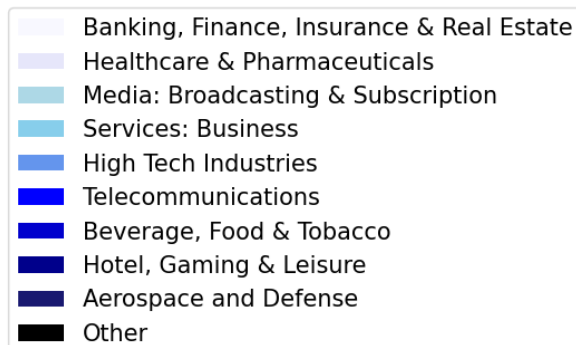 Banking, Finance, Insurance & Real Estate
Healthcare & Pharmaceuticals
Media: Broadcasting & Subscription
Services: Business
High Tech Industries
Telecommunications
Beverage, Food & Tobacco
Hotel, Gaming & Leisure
Aerospace and Defense
Other